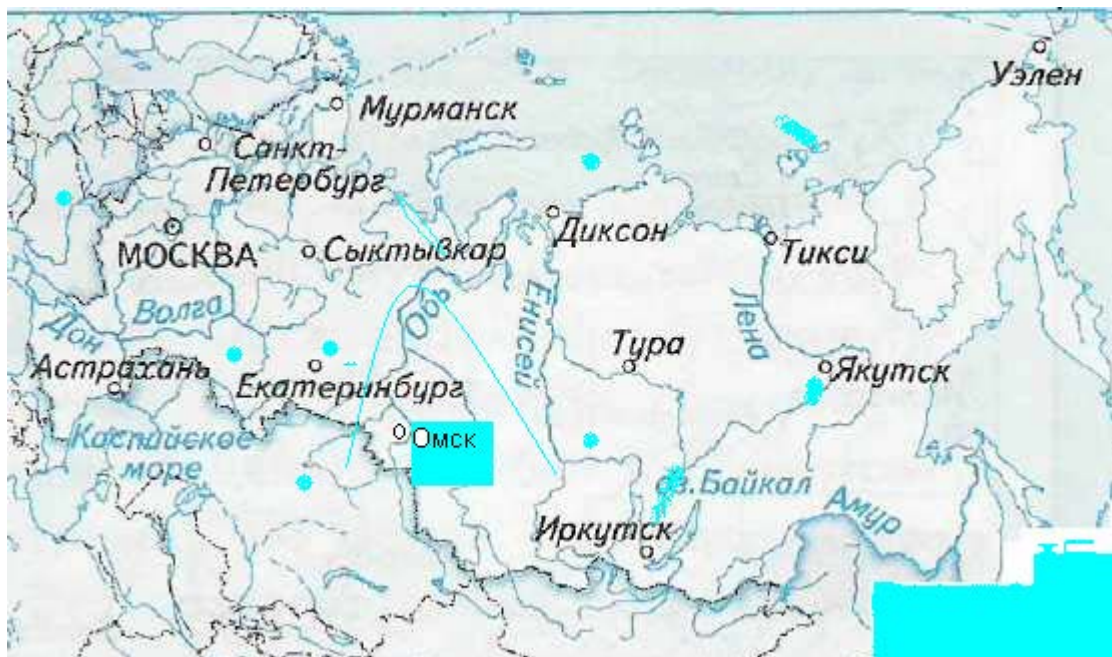 Уэлен
Мурманск
Санкт-
Петербург
Диксон
МОСКВА
Сыктывкар
Тикси
Волга
Обь
Енисей
Лена
Дон
Тура
Астрахань
Екатеринбург
Якутск
Каспийское
море
Омск
оз.Байкал
Амур
Иркутск